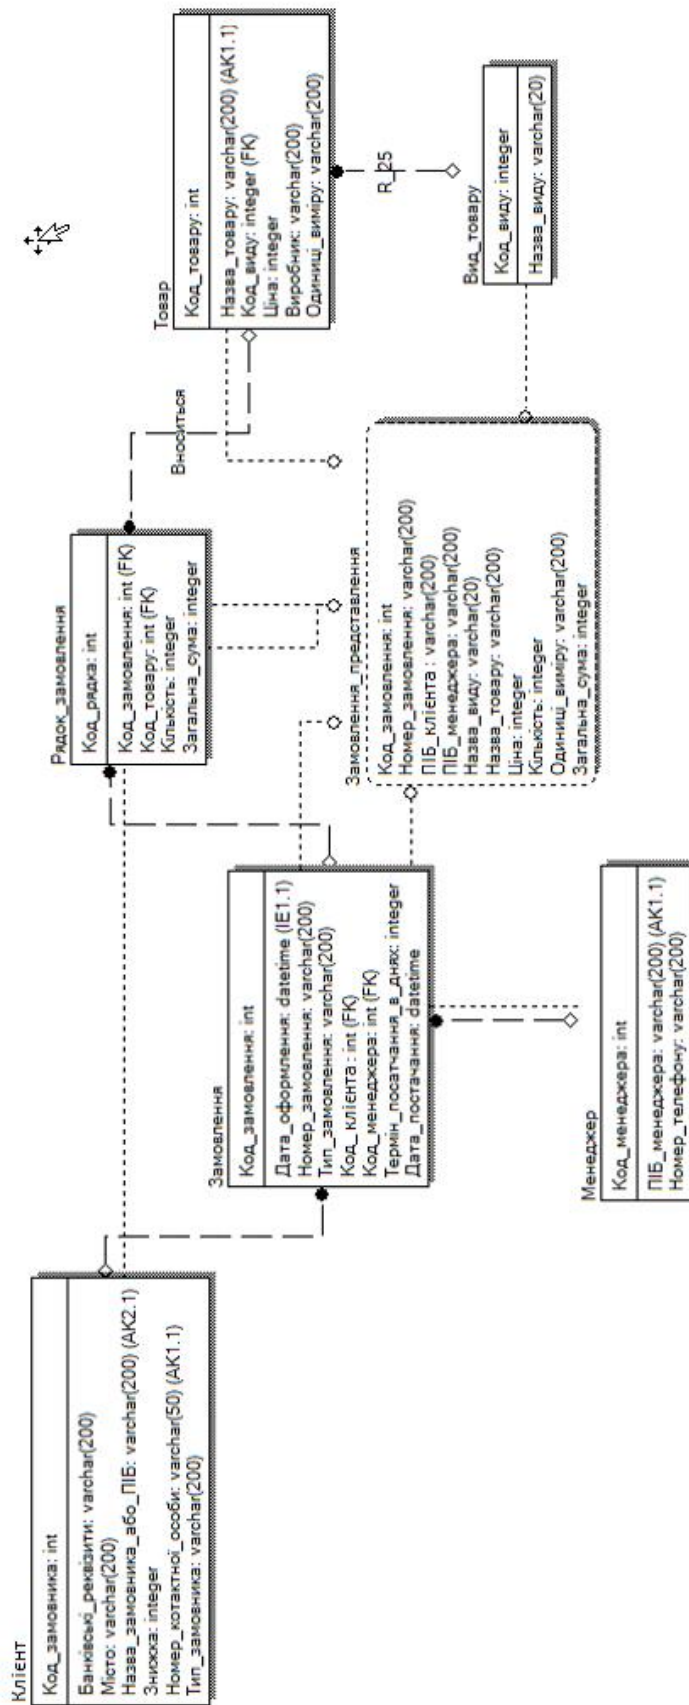 Клієнт
Код_замовника: int
Банківські_реквізити: varchar(200)
Місто: varchar(200)
Назва_замовника_або_ПІБ: varchar(200) (AK2.1)
Знижка: integer
Номер_котактної_особи: varchar(50) (AK1.1)
Тип_замовника: varchar(200)
Замовлення
Код_замовлення: int
Дата_оформлення: datetime (IE1.1)
Номер_замовлення: varchar(200)
Тип_замовлення: varchar(200)
Код_клієнта : int (FK)
Код_менеджера: int (FK)
Термін_посатчання_в_днях: integer
Дата_постачання: datetime
Менеджер
Код_менеджера: int
ПІБ_менеджера: varchar(200) (AK1.1)
Номер_телефону: varchar(200)
Рядок_замовлення
Код_рядка: int
Код_замовлення: int (FK)
Код_товару: int (FK)
Кількість: integer
Загальна_сума: integer
Замовлення_представлення
Код_замовлення: int
Номер_замовлення: varchar(200)
ПІБ_клієнта : varchar(200)
ПІБ_менеджера: varchar(200)
Назва_виду: varchar(20)
Назва_товару: varchar(200)
Ціна: integer
Кількість: integer
Одиниці_виміру: varchar(200)
Загальна_сума: integer
Вноситься
Товар
Код_товару: int
Назва_товару: varchar(200) (AK1.1)
Код_виду: integer (FK)
Ціна: integer
Виробник: varchar(200)
Одиниці_виміру: varchar(200)
R_25
Вид_товару
Код_виду: integer
Назва_виду: varchar(20)